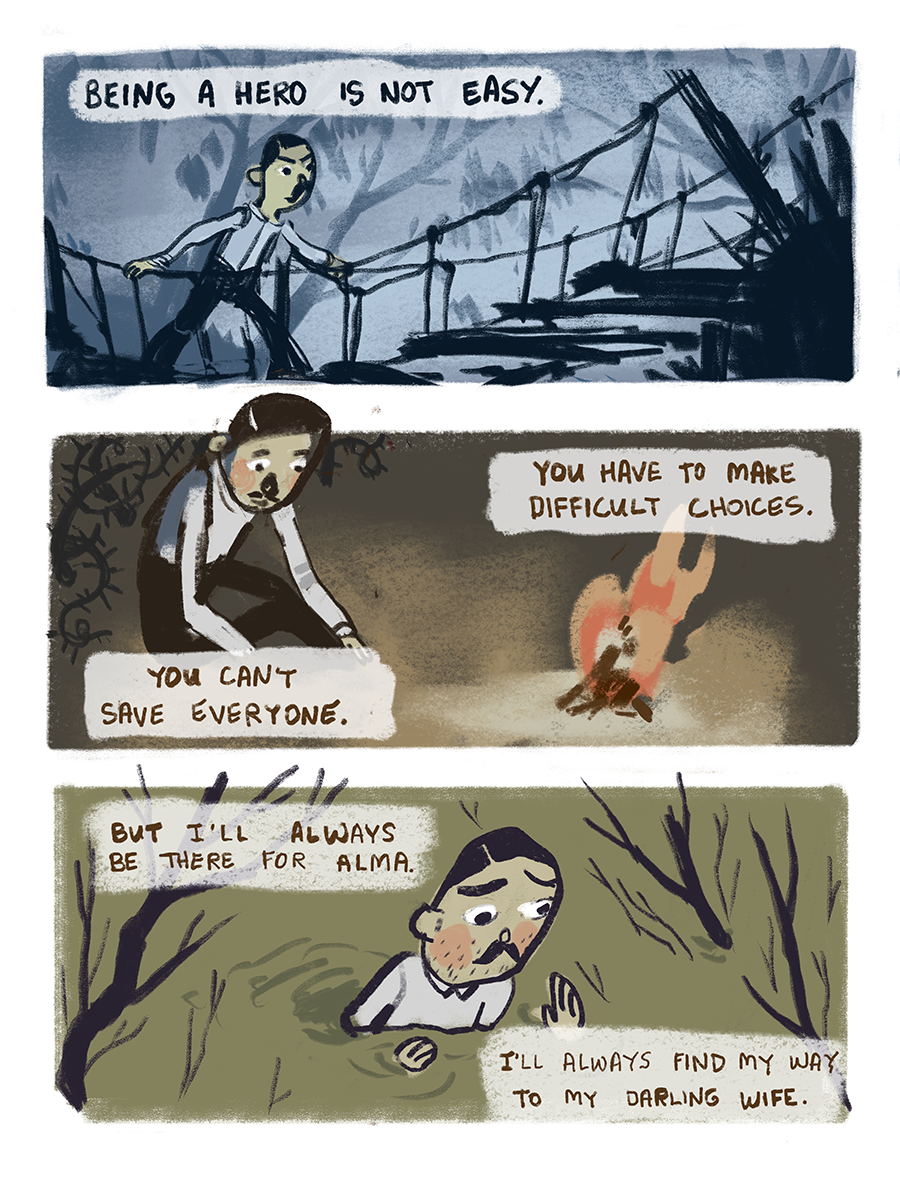 BEING A HERO IS NOT EASY.
YOU HAVE TO MAKE
DIFFICULT CHOICES.
YOU CAN'T
SAVE EVERYONE.
BUT I'LL ALWAYS
BE THERE FOR ALMA.
I'LL ALWAYS FIND MY WAY
TO MY DARLING WIFE.